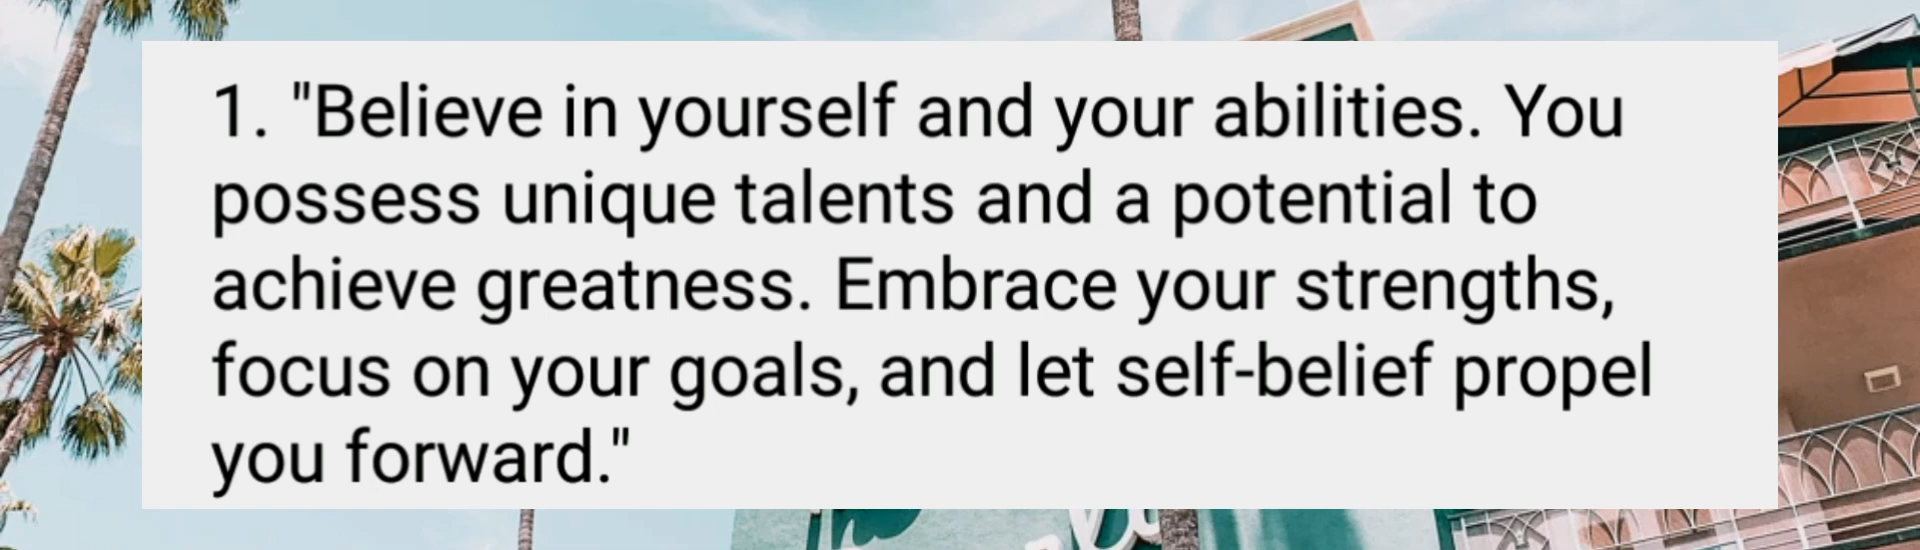 1. "Believe in yourself and your abilities. You
possess unique talents and a potential to
achieve greatness. Embrace your strengths,
focus on your goals, and let self-belief propel
you forward."